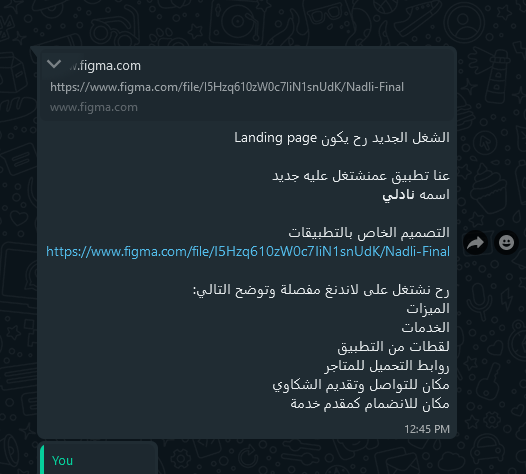 w.figma.com
https://www.figma.com/file/I5Hzq610zW0c7IiN1snUdK/Nadli-Final
www.figma.com
الشغل الجديد رح يكون Landing page
عنا تطبيق عمنشتغل عليه جديد
اسمه نادلي
التصميم الخاص بالتطبيقات
https://www.figma.com/file/I5Hzq610zW0c7IiN1snUdK/Nadli-Final
رح نشتغل على لاندنغ مفصلة وتوضح التالي:
الميزات
الخدمات
لقطات من التطبيق
روابط التحميل للمتاجر
مكان للتواصل وتقديم الشكاوي
مكان للانضمام كمقدم خدمة
12:45 PM
You